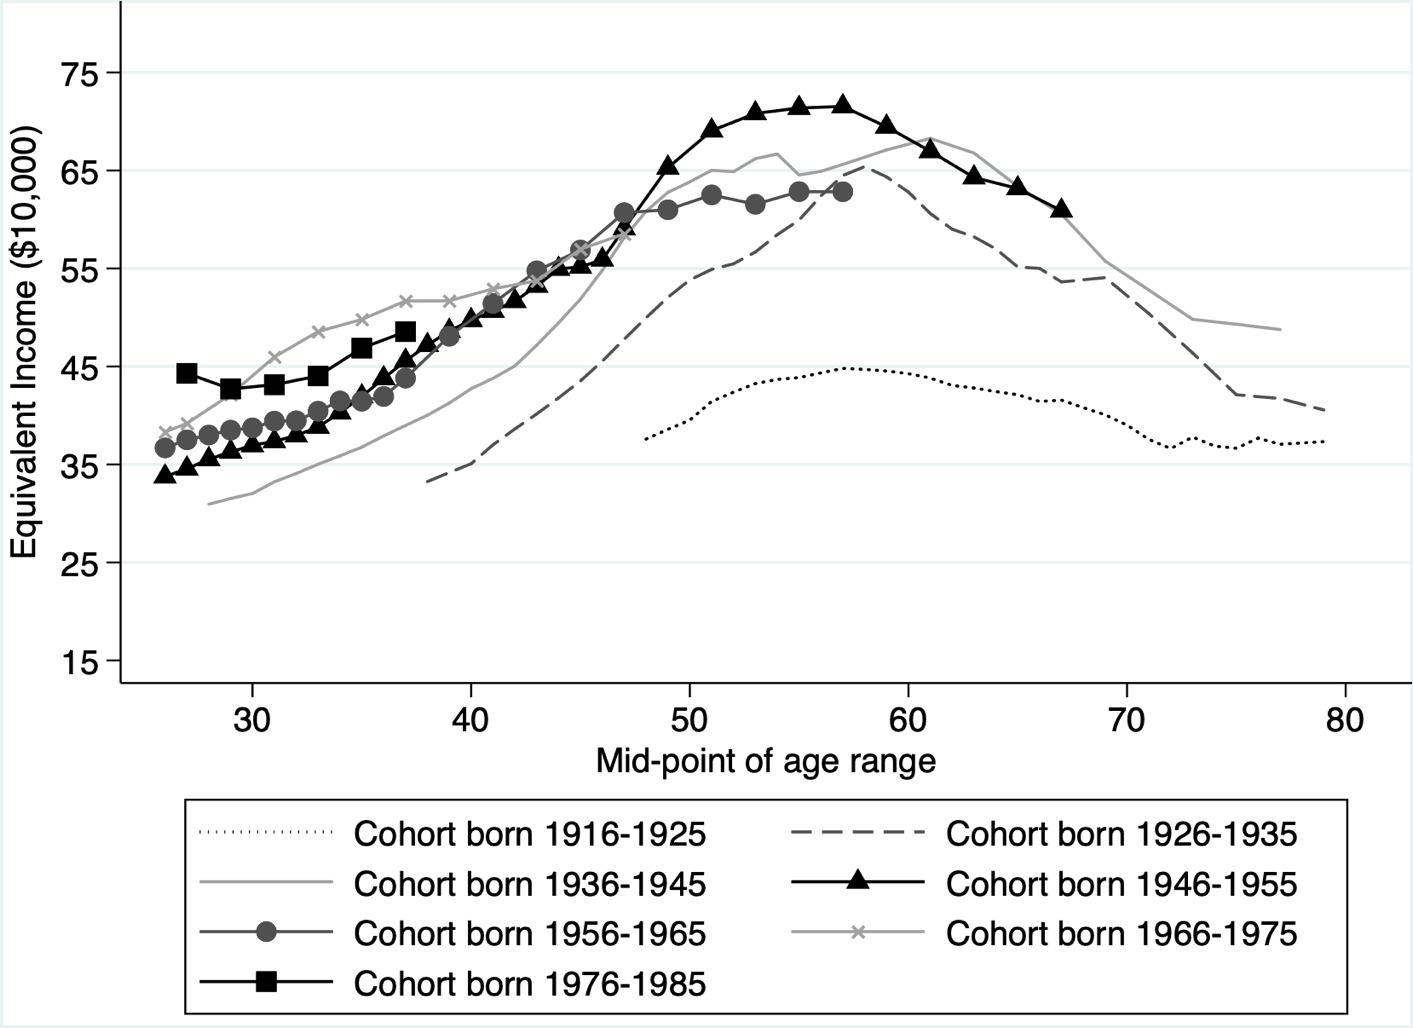 75
65
55
45
35
25
15
Equivalent Income ($10,000)
30 40 50 60 70 80
Mid-point of age range
Cohort born 1916-1925 Cohort born 1926-1935
Cohort born 1936-1945 Cohort born 1946-1955
Cohort born 1956-1965 Cohort born 1966-1975
Cohort born 1976-1985